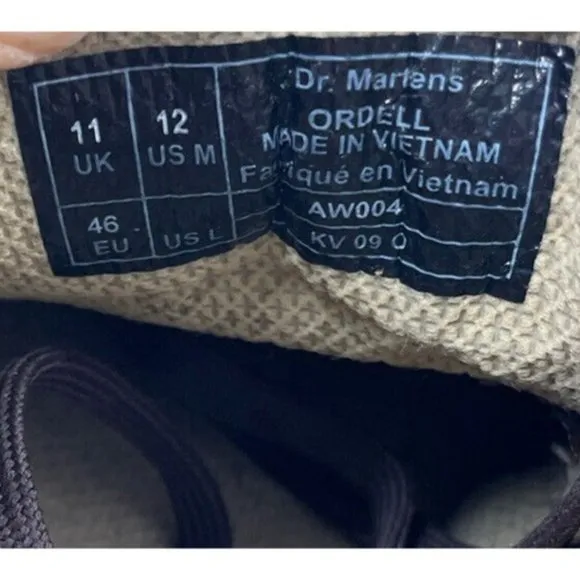 11
UK
12
US M
46
EU
US L
Dr. Martens
ORDELL
MADE IN VIETNAM
Fabriqué en Vietnam
AW004
KV 09 O